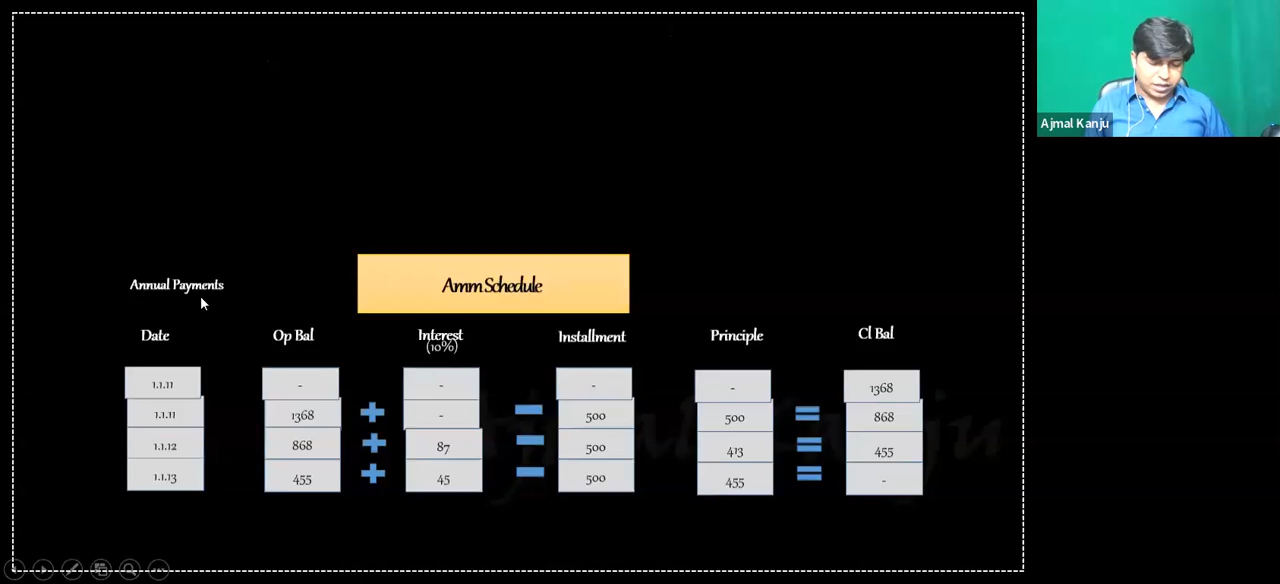 Ajmal Kanju
Amm Schedule
Annual Payments
Date Op Bal Interest (10%) Installment Principle Cl Bal
1.1.11 - - - - 1368
1.1.11 1368 + - - 500 500 = 868
1.1.12 868 + 87 - 500 413 = 455
1.1.13 455 + 45 - 500 455 = -